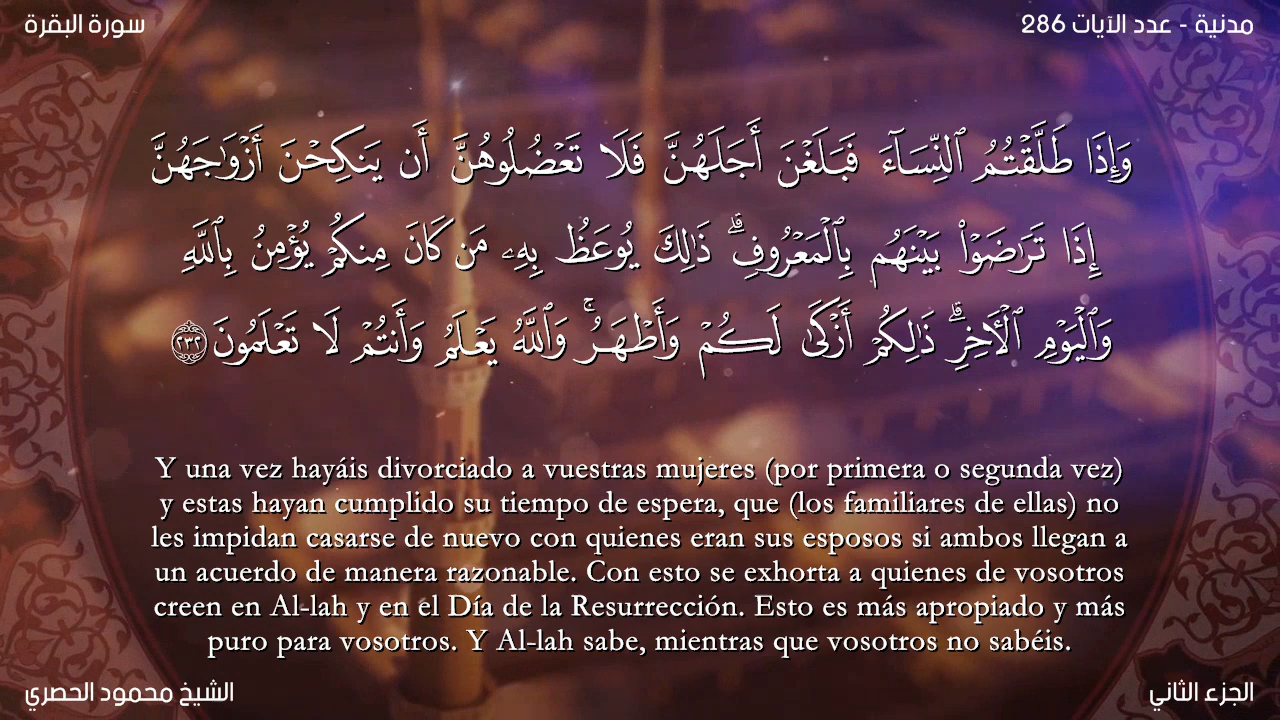 سورة البقرة
مدنية - عدد الآيات 286
وَإِذَا طَلَّقْتُمُ ٱلنِّسَآءَ فَبَلَغْنَ أَجَلَهُنَّ فَلَا تَعْضُلُوهُنَّ أَن يَنكِحْنَ أَزْوَٰجَهُنَّ
إِذَا تَرَٰضَوْا۟ بَيْنَهُم بِٱلْمَعْرُوفِ ۗ ذَٰلِكَ يُوعَظُ بِهِۦ مَن كَانَ مِنكُمْ يُؤْمِنُ بِٱللَّهِ
وَٱلْيَوْمِ ٱلْـَٔاخِرِ ۗ ذَٰلِكُمْ أَزْكَىٰ لَكُمْ وَأَطْهَرُ ۚ وَٱللَّهُ يَعْلَمُ وَأَنتُمْ لَا تَعْلَمُونَ ٢٣٢
Y una vez hayáis divorciado a vuestras mujeres (por primera o segunda vez)
y estas hayan cumplido su tiempo de espera, que (los familiares de ellas) no
les impidan casarse de nuevo con quienes eran sus esposos si ambos llegan a
un acuerdo de manera razonable. Con esto se exhorta a quienes de vosotros
creen en Al-lah y en el Día de la Resurrección. Esto es más apropiado y más
puro para vosotros. Y Al-lah sabe, mientras que vosotros no sabéis.
الشيخ محمود الحصري
الجزء الثاني